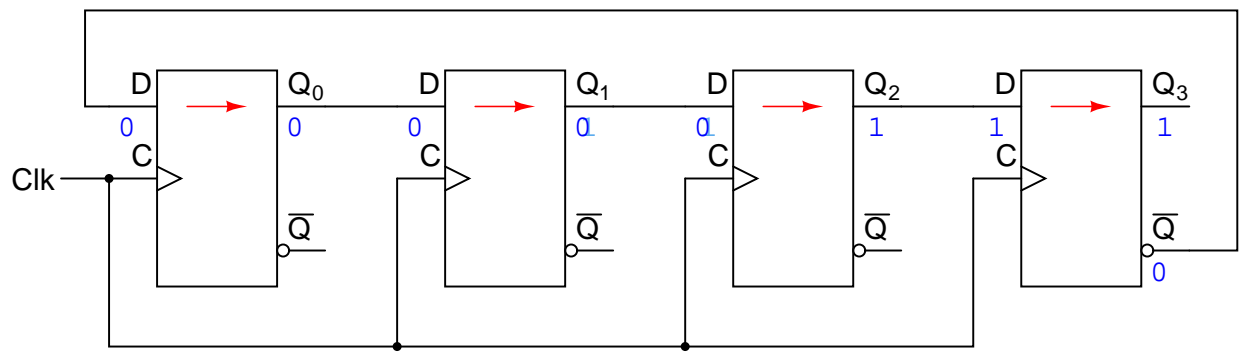 D Q₀ D Q₁ D Q₂ D Q₃
0 0 0 0 0 1 1 1
C C C C
Clk
Q̅ Q̅ Q̅ Q̅
0